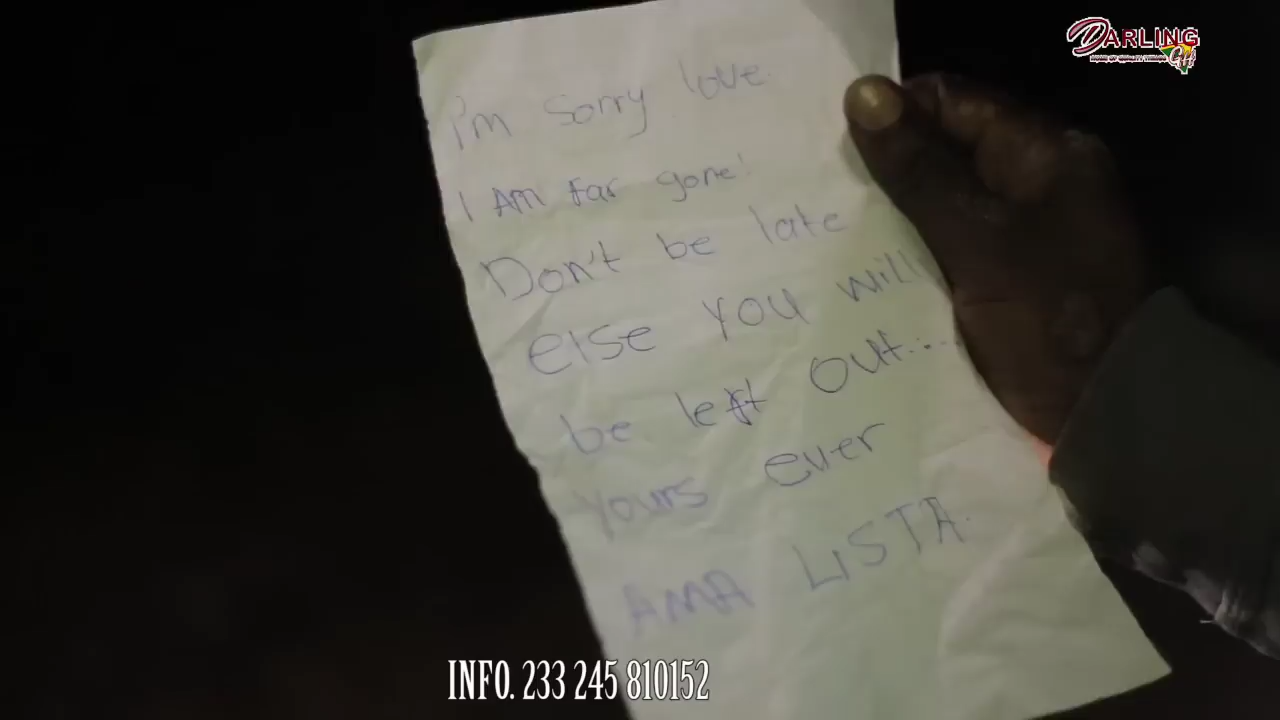 DARLING
GH
I'm sorry love.
I Am Far gone!
Don't be late
else YOU will
be left out.....
Yours ever
AMA LISTA.
INFO. 233 245 810152